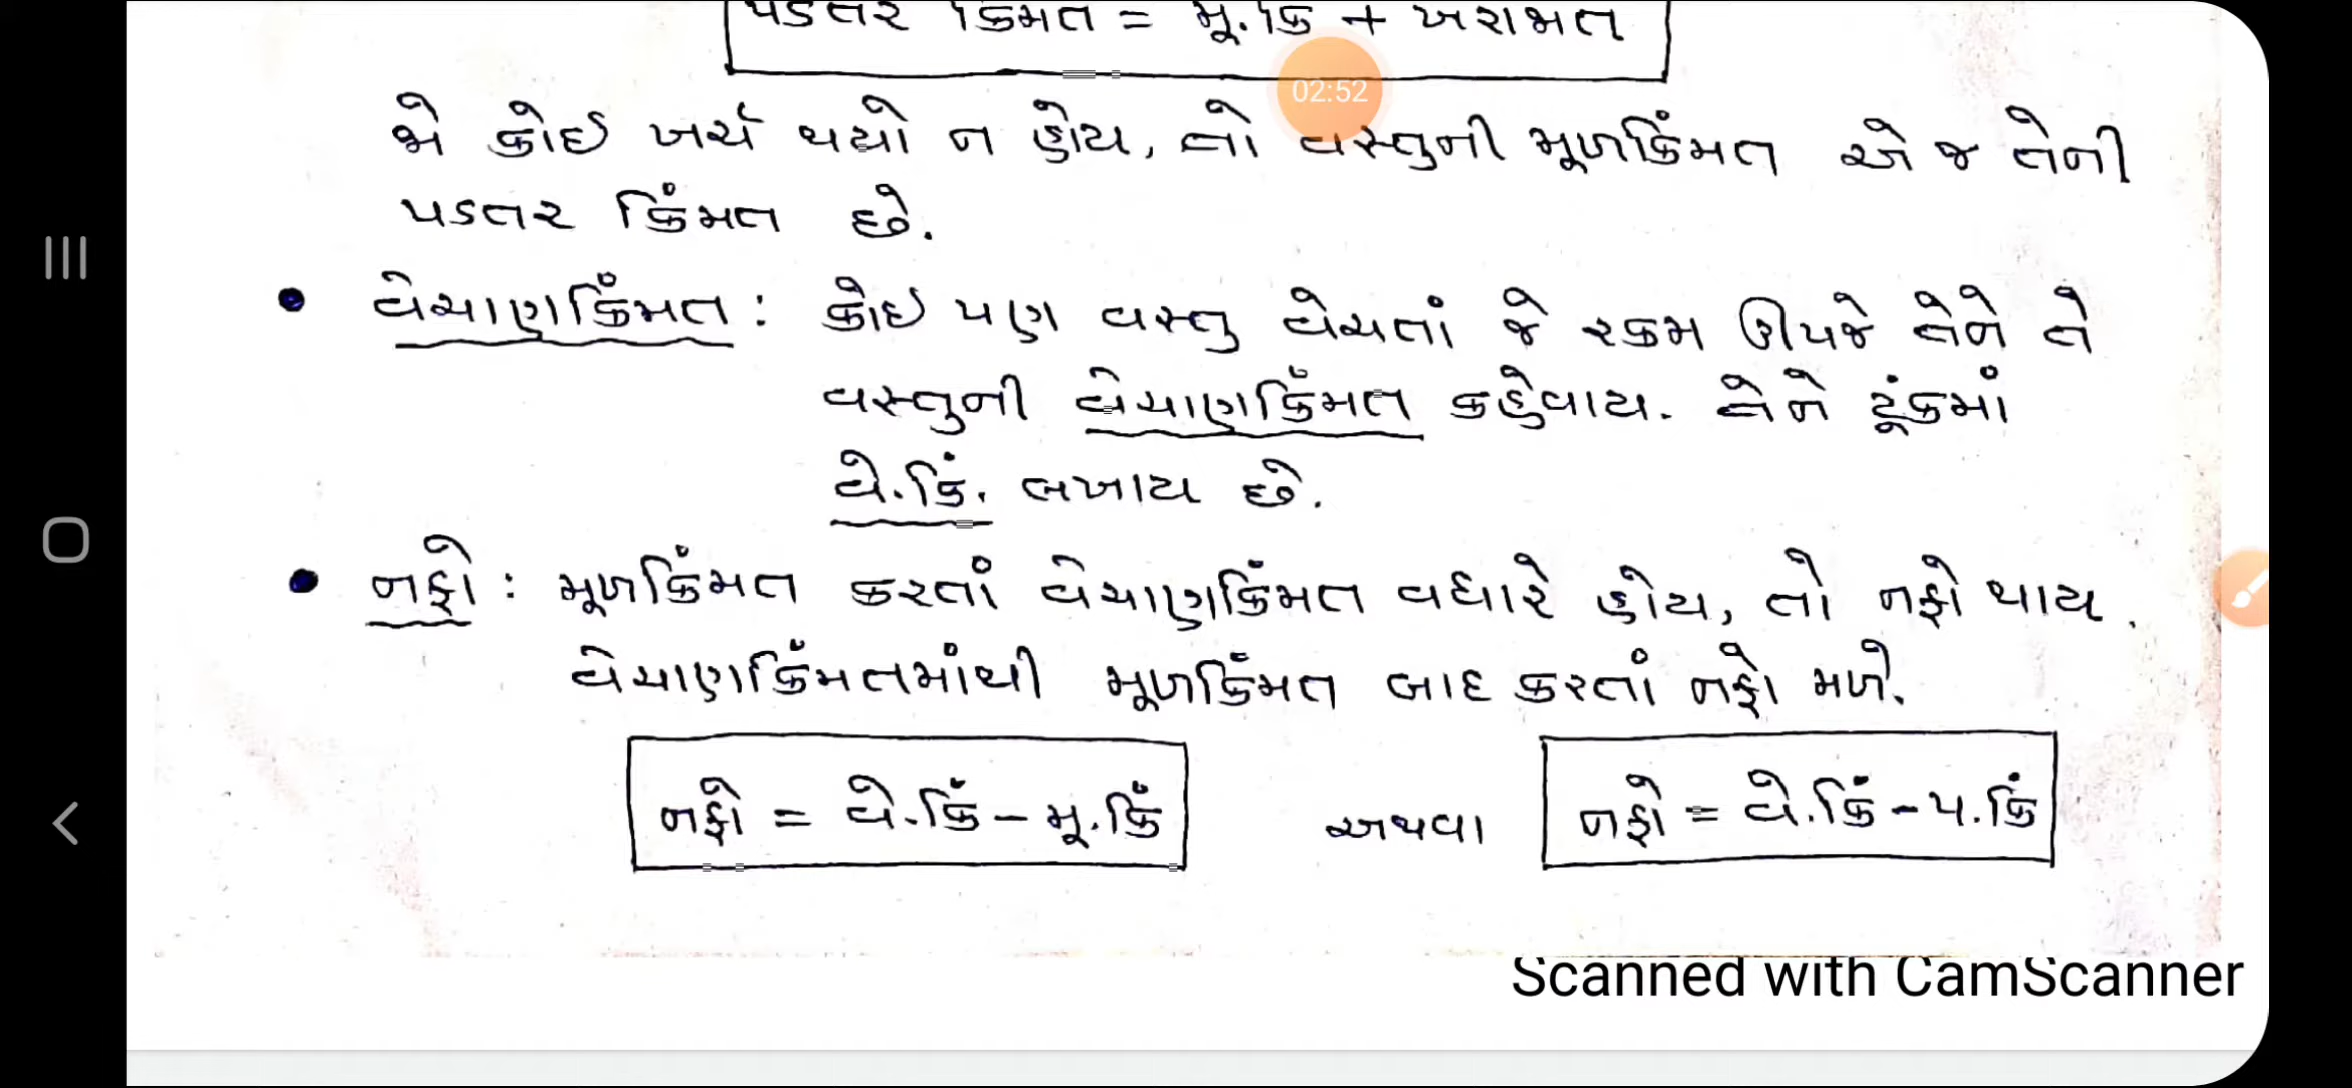 પડતર કિંમત = મૂ.કિં + ખરાજાત
02:52
જો કોઈ ખર્ચ થયો ન હોય, તો વસ્તુની મૂળકિંમત એ જ તેની
પડતર કિંમત છે.
• વેચાણકિંમત : કોઈ પણ વસ્તુ વેચતાં જે રકમ ઊપજે તેને તે
વસ્તુની વેચાણકિંમત કહેવાય. તેને ટૂંકમાં
વે.કિં. લખાય છે.
• નફો : મૂળકિંમત કરતાં વેચાણકિંમત વધારે હોય, તો નફો થાય.
વેચાણકિંમતમાંથી મૂળકિંમત બાદ કરતાં નફો મળે.
નફો = વે.કિં - મૂ.કિં અથવા નફો = વે.કિં - પ.કિં
Scanned with CamScanner